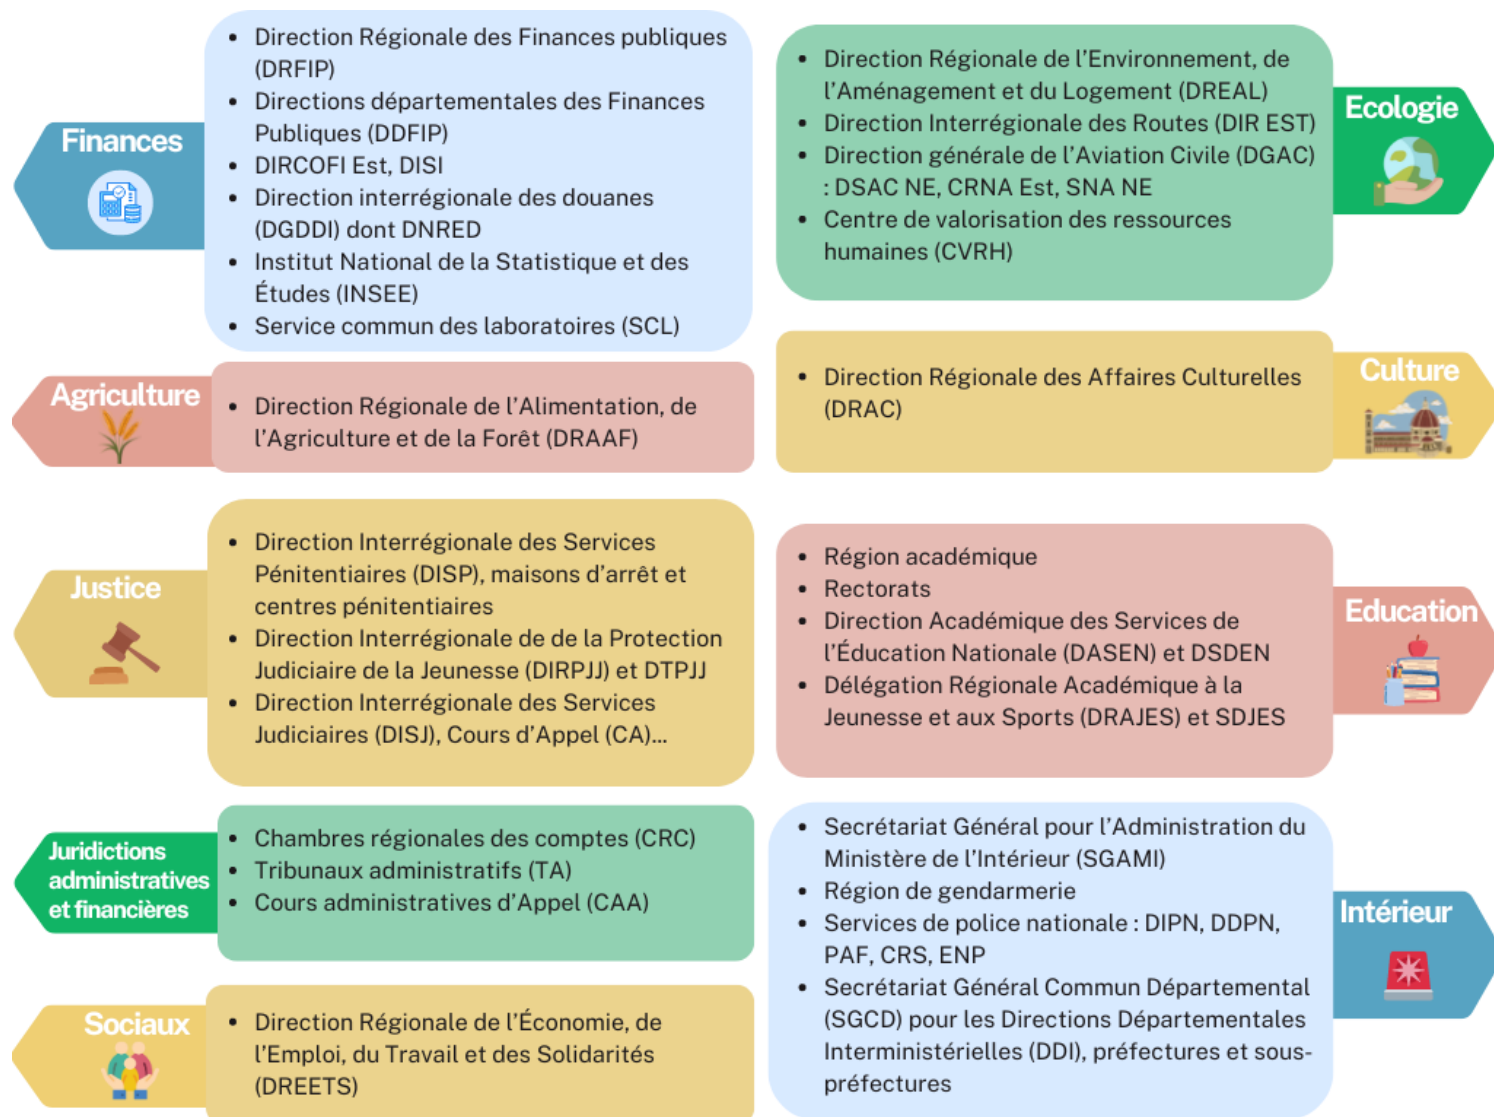 Finances
• Direction Régionale des Finances publiques
(DRFIP)
• Directions départementales des Finances
Publiques (DDFIP)
• DIRCOFI Est, DISI
• Direction interrégionale des douanes
(DGDDI) dont DNRED
• Institut National de la Statistique et des
Études (INSEE)
• Service commun des laboratoires (SCL)
Agriculture
• Direction Régionale de l'Alimentation, de
l'Agriculture et de la Forêt (DRAAF)
Justice
• Direction Interrégionale des Services
Pénitentiaires (DISP), maisons d'arrêt et
centres pénitentiaires
• Direction Interrégionale de de la Protection
Judiciaire de la Jeunesse (DIRPJJ) et DTPJJ
• Direction Interrégionale des Services
Judiciaires (DISJ), Cours d'Appel (CA)...
Juridictions
administratives
et financières
• Chambres régionales des comptes (CRC)
• Tribunaux administratifs (TA)
• Cours administratives d'Appel (CAA)
Sociaux
• Direction Régionale de l'Économie, de
l'Emploi, du Travail et des Solidarités
(DREETS)
Ecologie
• Direction Régionale de l'Environnement, de
l'Aménagement et du Logement (DREAL)
• Direction Interrégionale des Routes (DIR EST)
• Direction générale de l'Aviation Civile (DGAC)
: DSAC NE, CRNA Est, SNA NE
• Centre de valorisation des ressources
humaines (CVRH)
Culture
• Direction Régionale des Affaires Culturelles
(DRAC)
Education
• Région académique
• Rectorats
• Direction Académique des Services de
l'Éducation Nationale (DASEN) et DSDEN
• Délégation Régionale Académique à la
Jeunesse et aux Sports (DRAJES) et SDJES
Intérieur
• Secrétariat Général pour l'Administration du
Ministère de l'Intérieur (SGAMI)
• Région de gendarmerie
• Services de police nationale : DIPN, DDPN,
PAF, CRS, ENP
• Secrétariat Général Commun Départemental
(SGCD) pour les Directions Départementales
Interministérielles (DDI), préfectures et sous-
préfectures